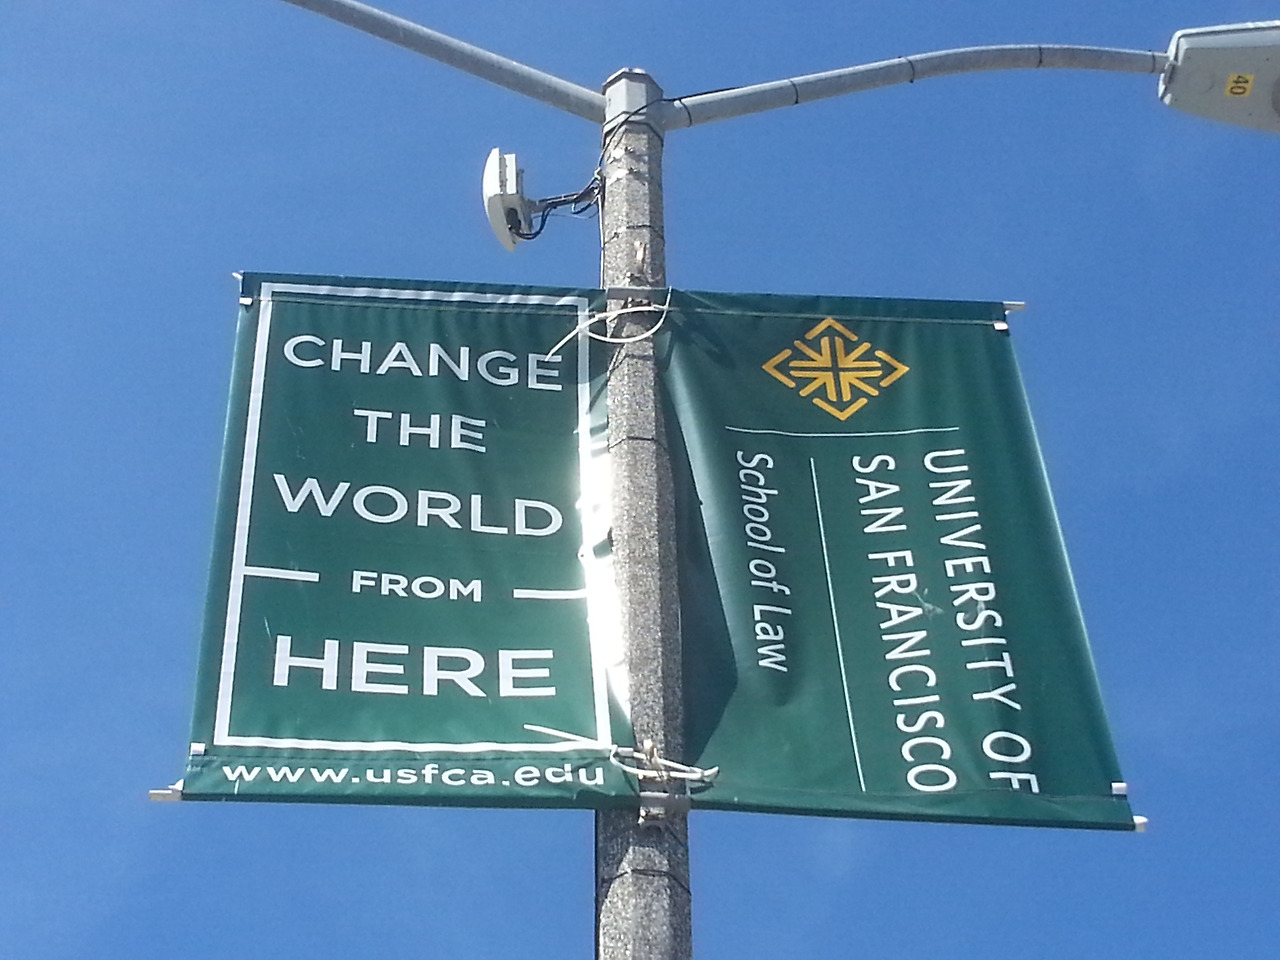 CHANGE
THE
WORLD
FROM
HERE
www.usfca.edu
UNIVERSITY OF
SAN FRANCISCO
School of Law
40